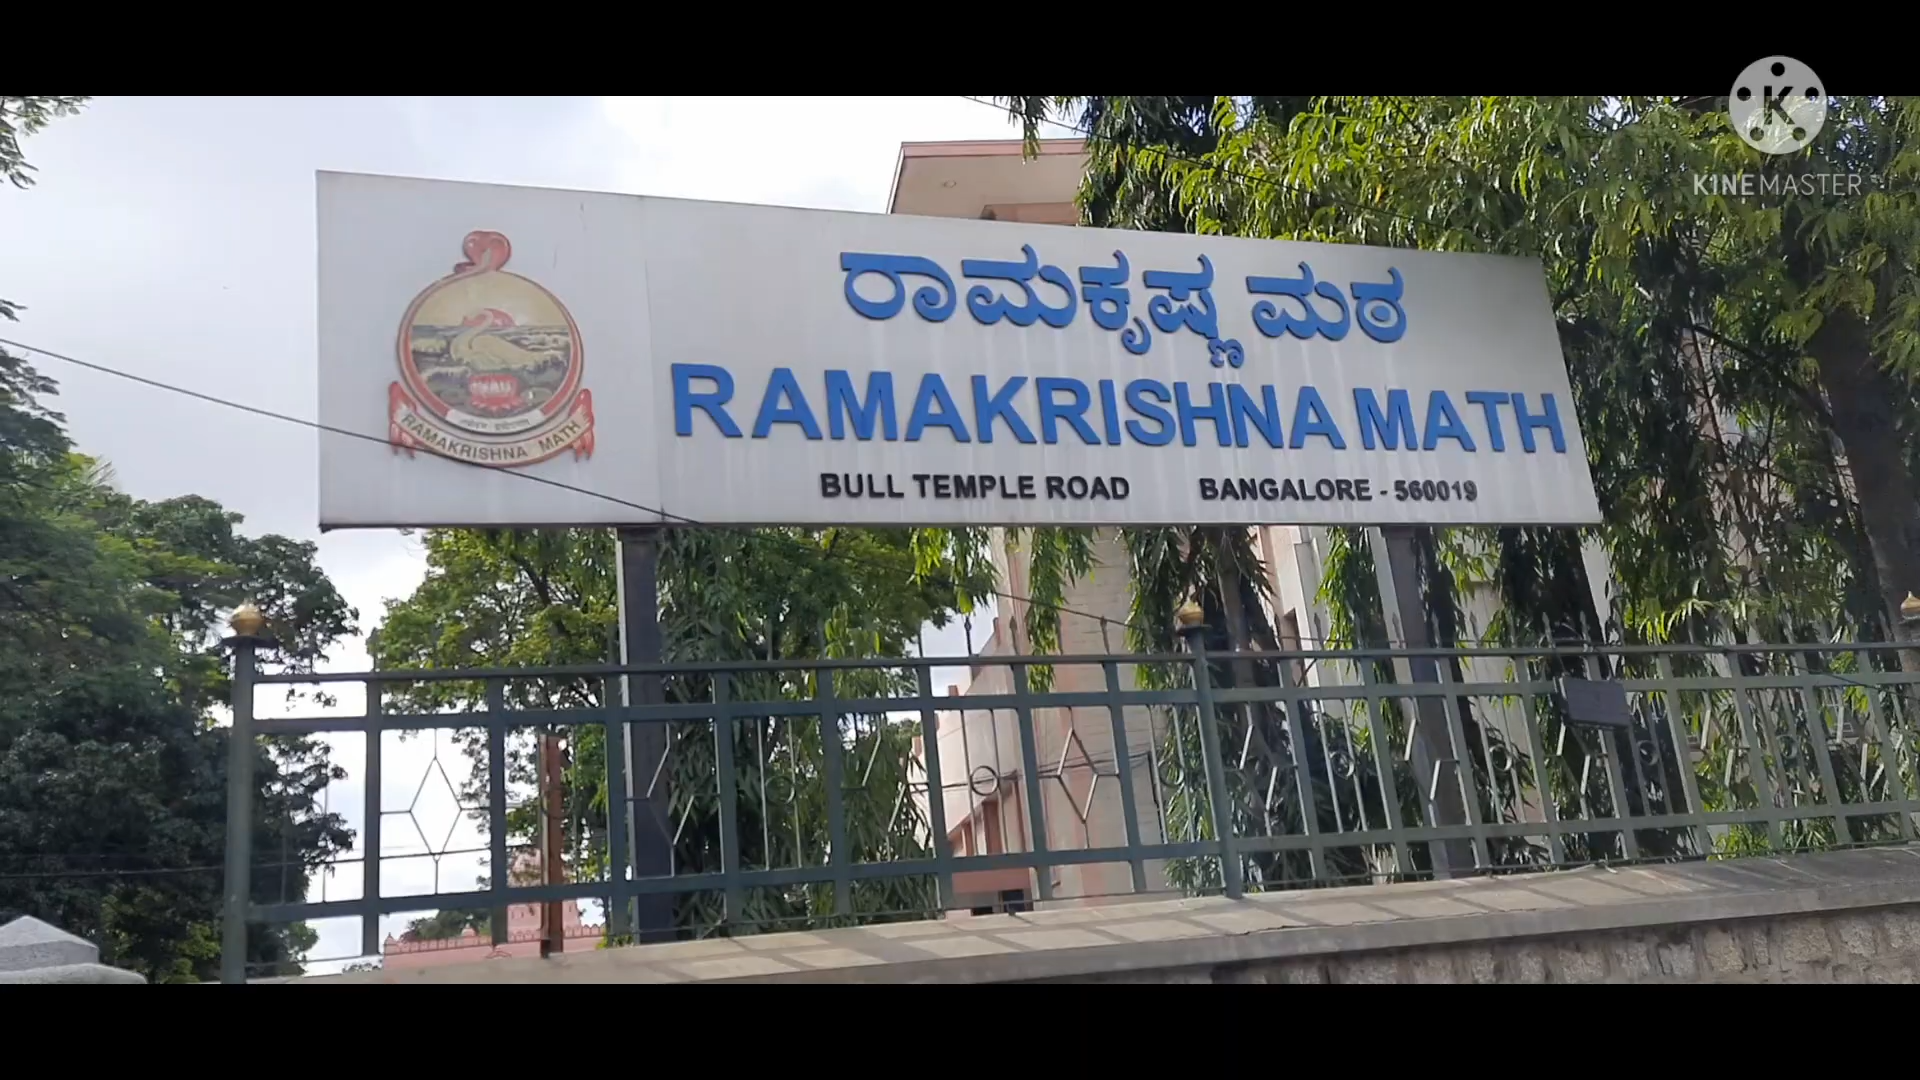 KINEMASTER
ರಾಮಕೃಷ್ಣ ಮಠ
RAMAKRISHNA MATH
BULL TEMPLE ROAD BANGALORE - 560019
RAMAKRISHNA MATH